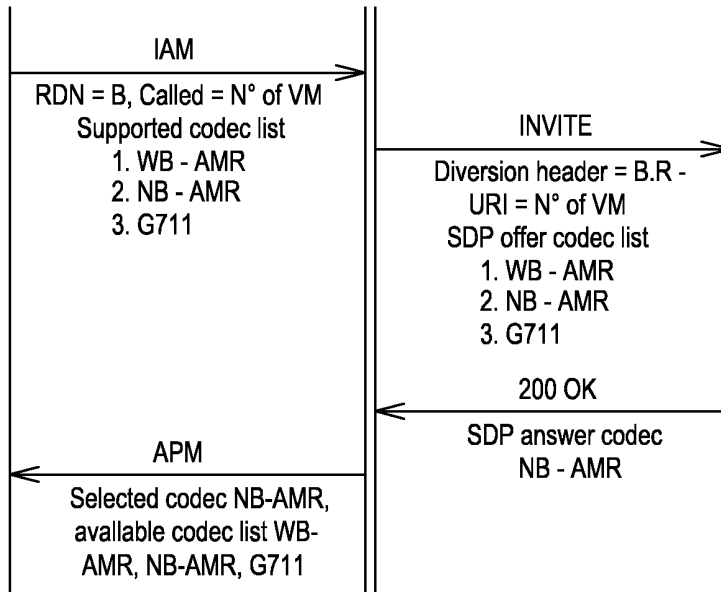 IAM
RDN = B, Called = N° of VM
Supported codec list
1. WB - AMR
2. NB - AMR
3. G711
INVITE
Diversion header = B.R -
URI = N° of VM
SDP offer codec list
1. WB - AMR
2. NB - AMR
3. G711
200 OK
SDP answer codec
NB - AMR
APM
Selected codec NB-AMR,
avallable codec list WB-
AMR, NB-AMR, G711